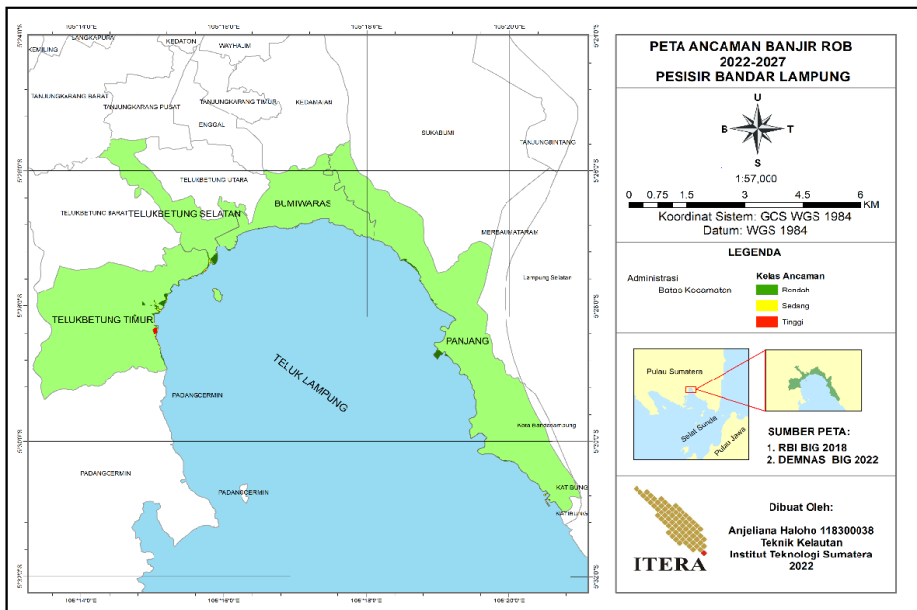 PETA ANCAMAN BANJIR ROB
2022-2027
PESISIR BANDAR LAMPUNG
U
B
T
S
1:57,000
0 0.75 1.5 3 4.5 6
KM
Koordinat Sistem: GCS WGS 1984
Datum: WGS 1984
LEGENDA
Administrasi
Kelas Ancaman
Rendah
Sedang
Tinggi
Pulau Sumatera
Selat Sunda
Pulau Jawa
SUMBER PETA:
1. RBI BIG 2018
2. DEMNAS BIG 2022
ITERA
Dibuat Oleh:
Anjeliana Haloho 118300038
Teknik Kelautan
Institut Teknologi Sumatera
2022
LANGKAPURA
KEDATON
WAYHALIM
KEMILING
TANJUNGKARANG BARAT
TANJUNGKARANG PUSAT
TANJUNGKARANG TIMUR
KEDAMAIAN
ENGGAL
SUKABUMI
TANJUNGBINTANG
TELUKBETUNG UTARA
TELUKBETUNG BARAT
TELUKBETUNG SELATAN
BUMIWARAS
MERBAUMATARAM
Lampung Selatan
TELUKBETUNG TIMUR
PANJANG
TELUK LAMPUNG
PADANGCERMIN
PADANGCERMIN
PADANGCERMIN
KATIBUNG
KATIBUNG